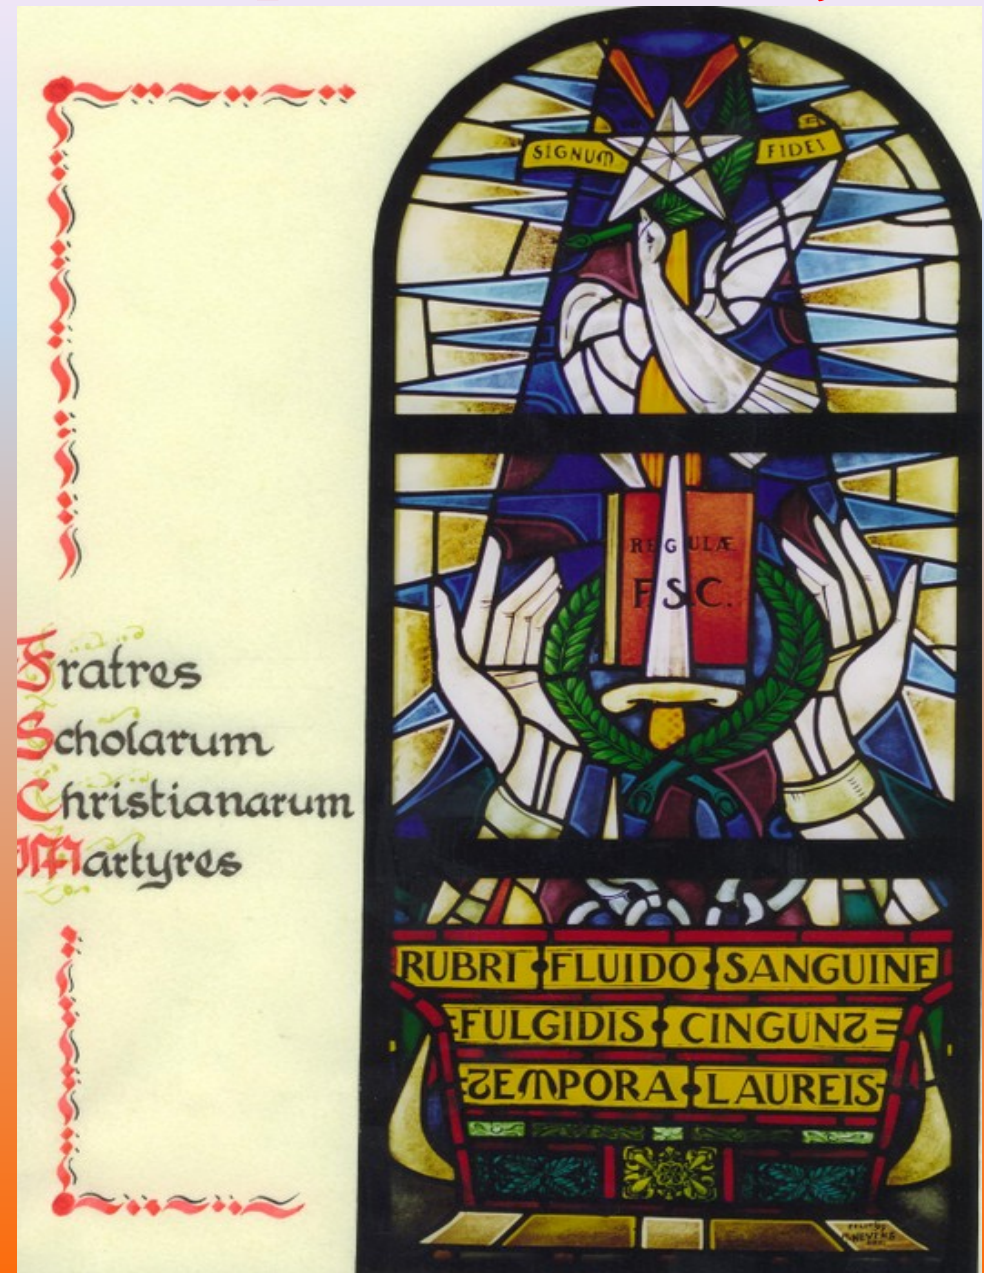 SIGNUM FIDEI
REGULÆ
F.S.C.
Fratres
Scholarum
Christianarum
Martyres
RUBRI • FLUIDO • SANGUINE
FULGIDIS • CINGUNT
TEMPORA • LAUREIS